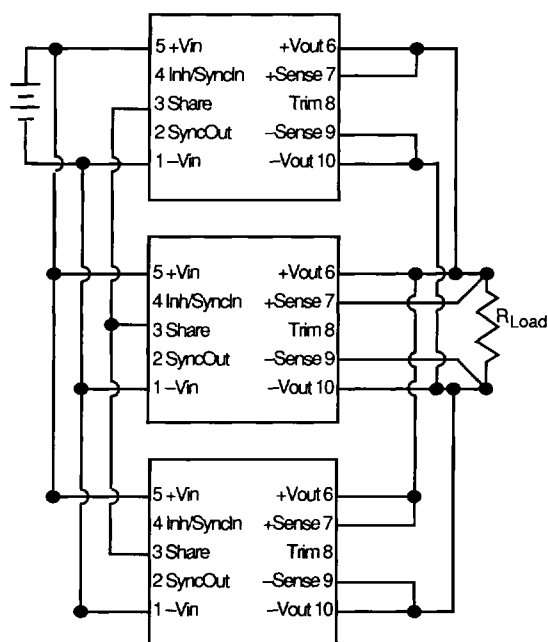 5 +Vin +Vout 6
4 Inh/SyncIn +Sense 7
3 Share Trim 8
2 SyncOut –Sense 9
1 –Vin –Vout 10
5 +Vin +Vout 6
4 Inh/SyncIn +Sense 7
3 Share Trim 8
2 SyncOut –Sense 9
1 –Vin –Vout 10
RLoad
5 +Vin +Vout 6
4 Inh/SyncIn +Sense 7
3 Share Trim 8
2 SyncOut –Sense 9
1 –Vin –Vout 10